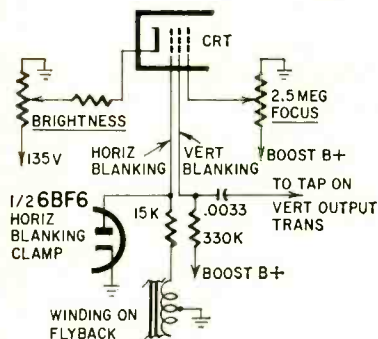 CRT
2.5 MEG
FOCUS
BRIGHTNESS
135V
HORIZ
BLANKING
VERT
BLANKING
BOOST B+
TO TAP ON
VERT OUTPUT
TRANS
1/2 6BF6
HORIZ
BLANKING
CLAMP
15K
.0033
330K
BOOST B+
WINDING ON
FLYBACK